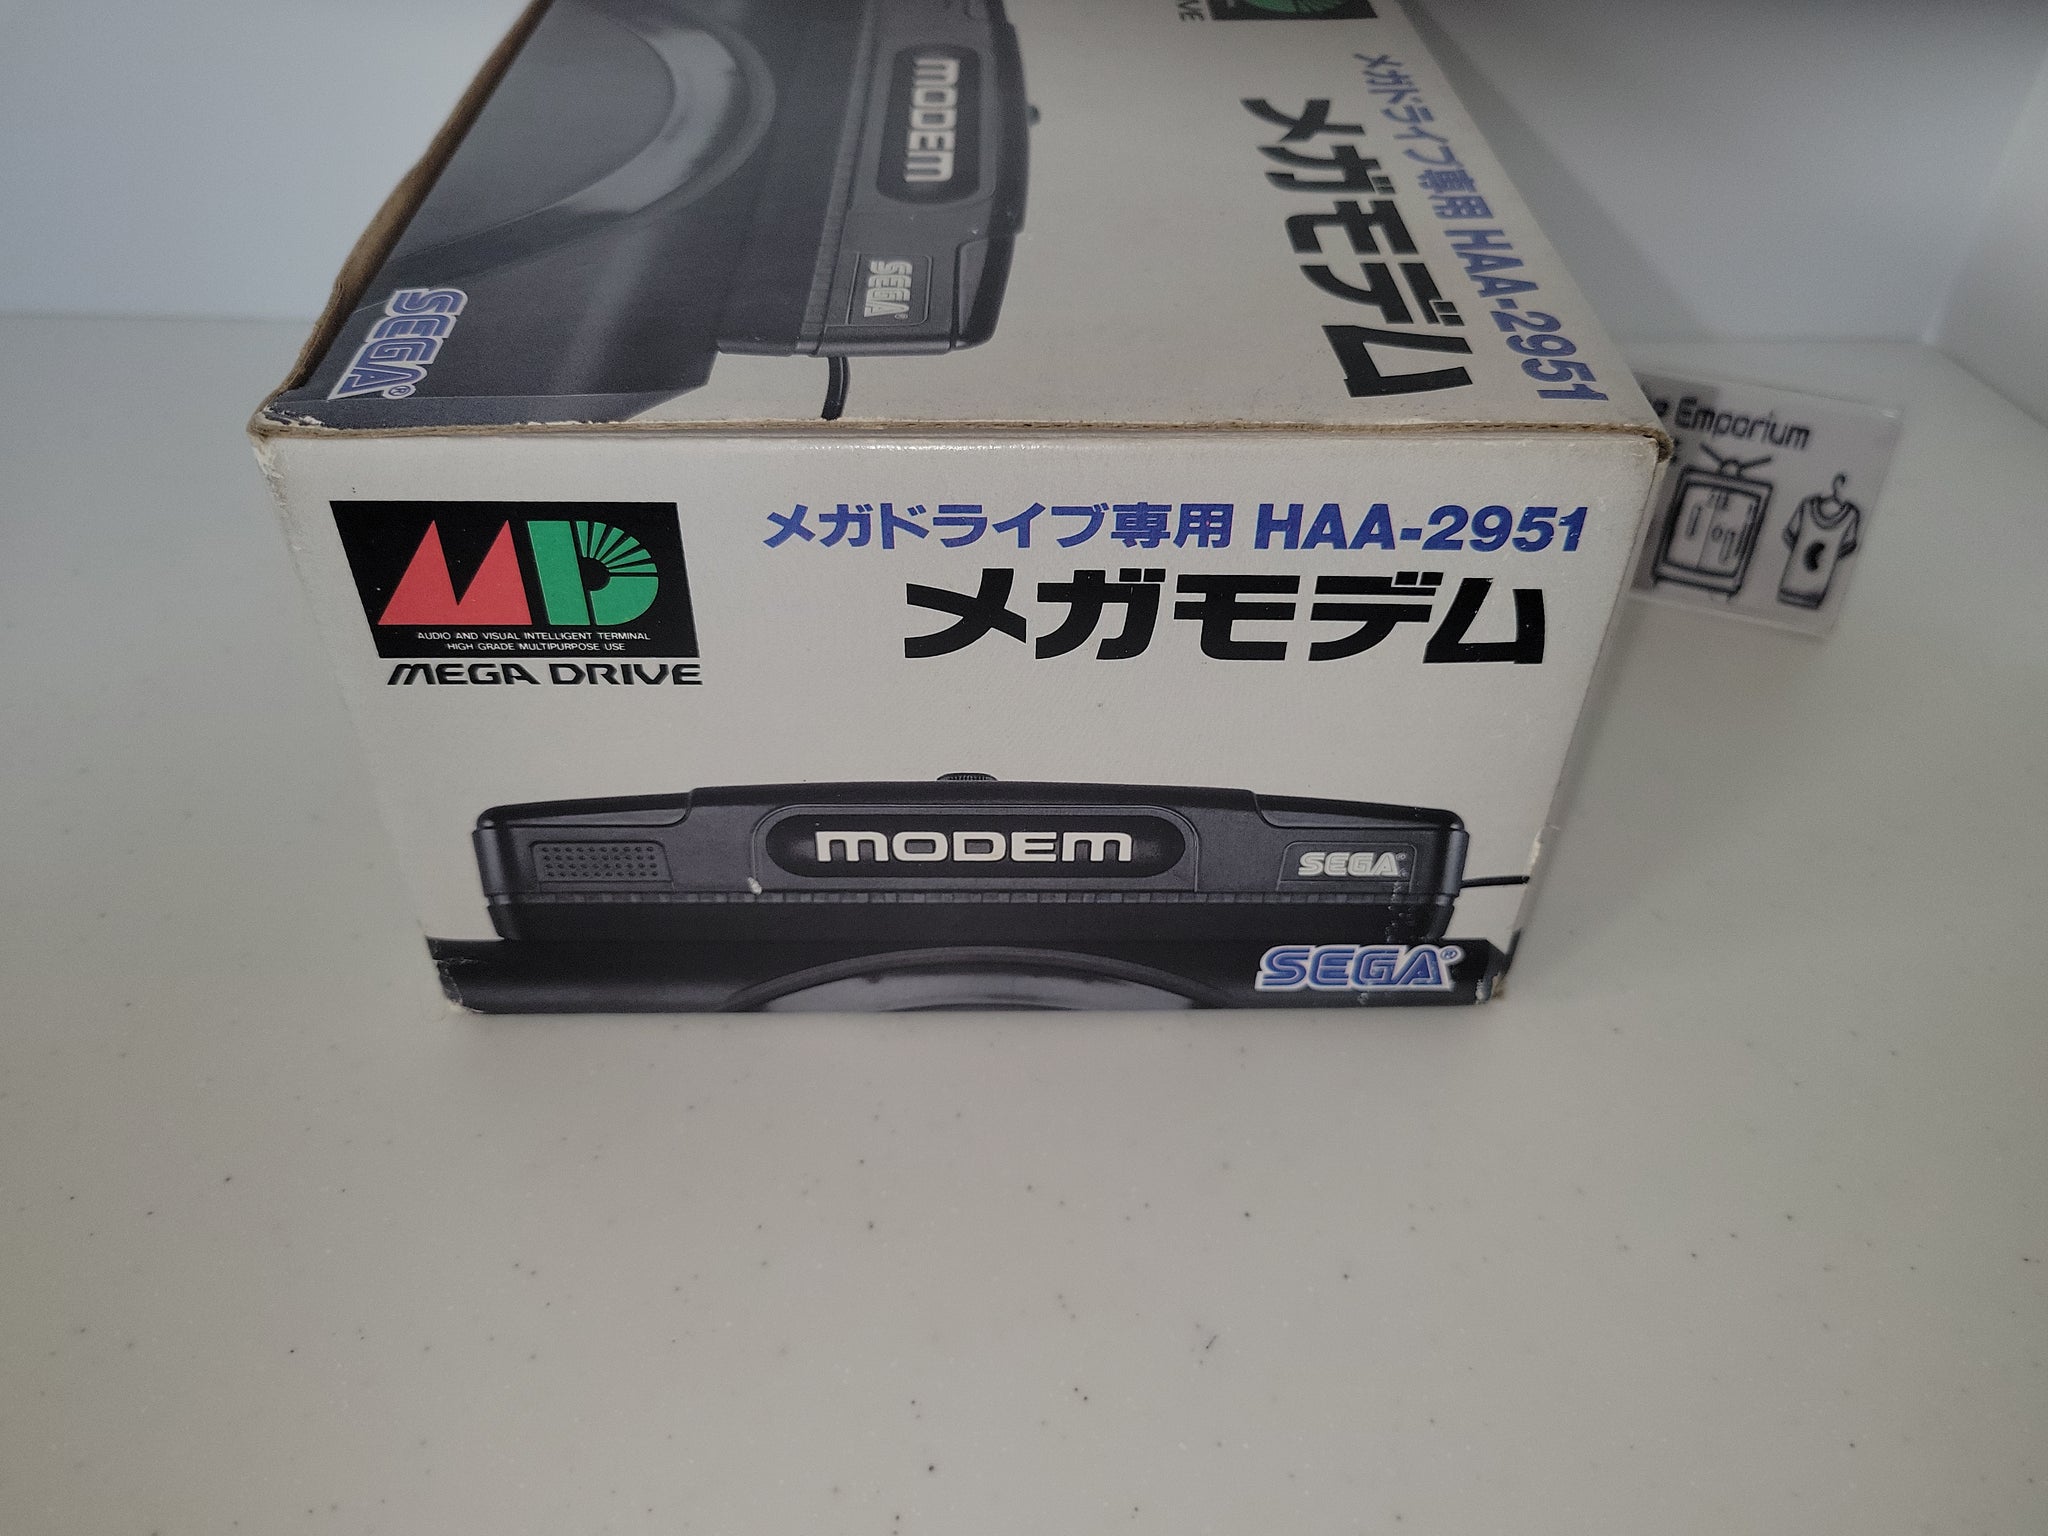 MODEM
SEGA®
SEGA®
メガドライブ専用 HAA-2951
メガモデム
Emporium
AUDIO AND VISUAL INTELLIGENT TERMINAL
HIGH GRADE MULTIPURPOSE USE
MEGA DRIVE
メガドライブ専用 HAA-2951
メガモデム
MODEM
SEGA®
SEGA®